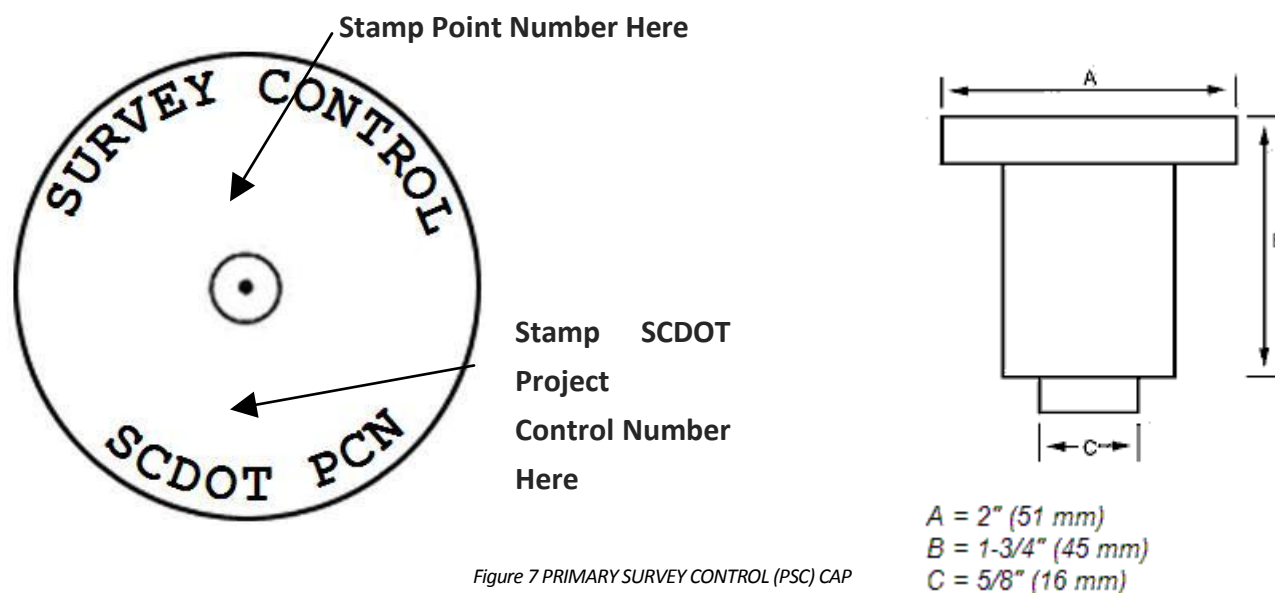 Stamp Point Number Here
SURVEY CONTROL
SCDOT PCN
Stamp SCDOT
Project
Control Number
Here
A
B
C
A = 2" (51 mm)
B = 1-3/4" (45 mm)
C = 5/8" (16 mm)
Figure 7 PRIMARY SURVEY CONTROL (PSC) CAP